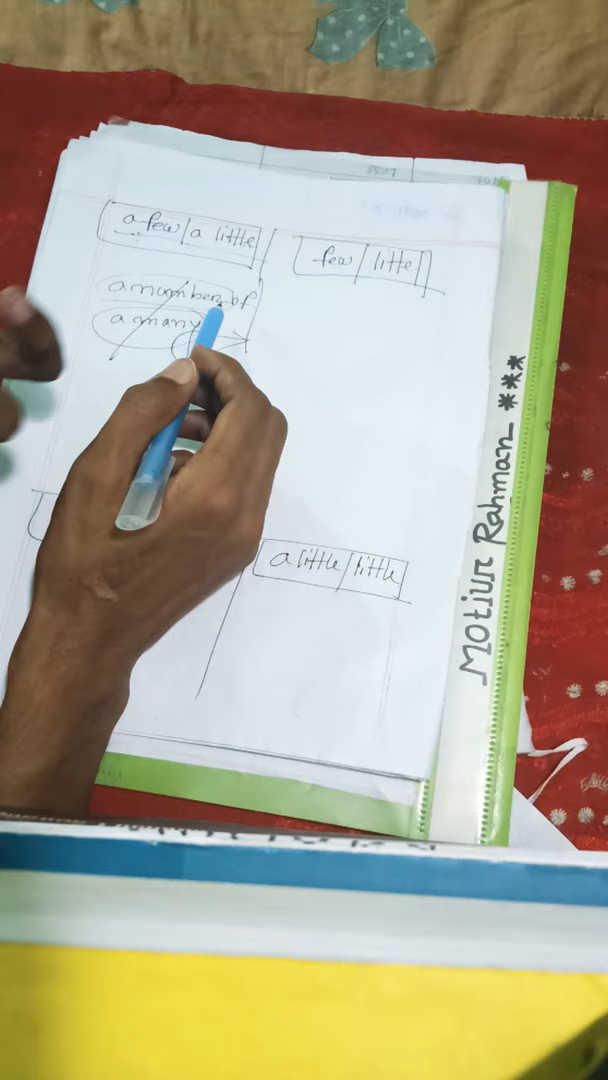 a few/a little
few/little
a number of
a many
a little/little
Motiur Rahman ***